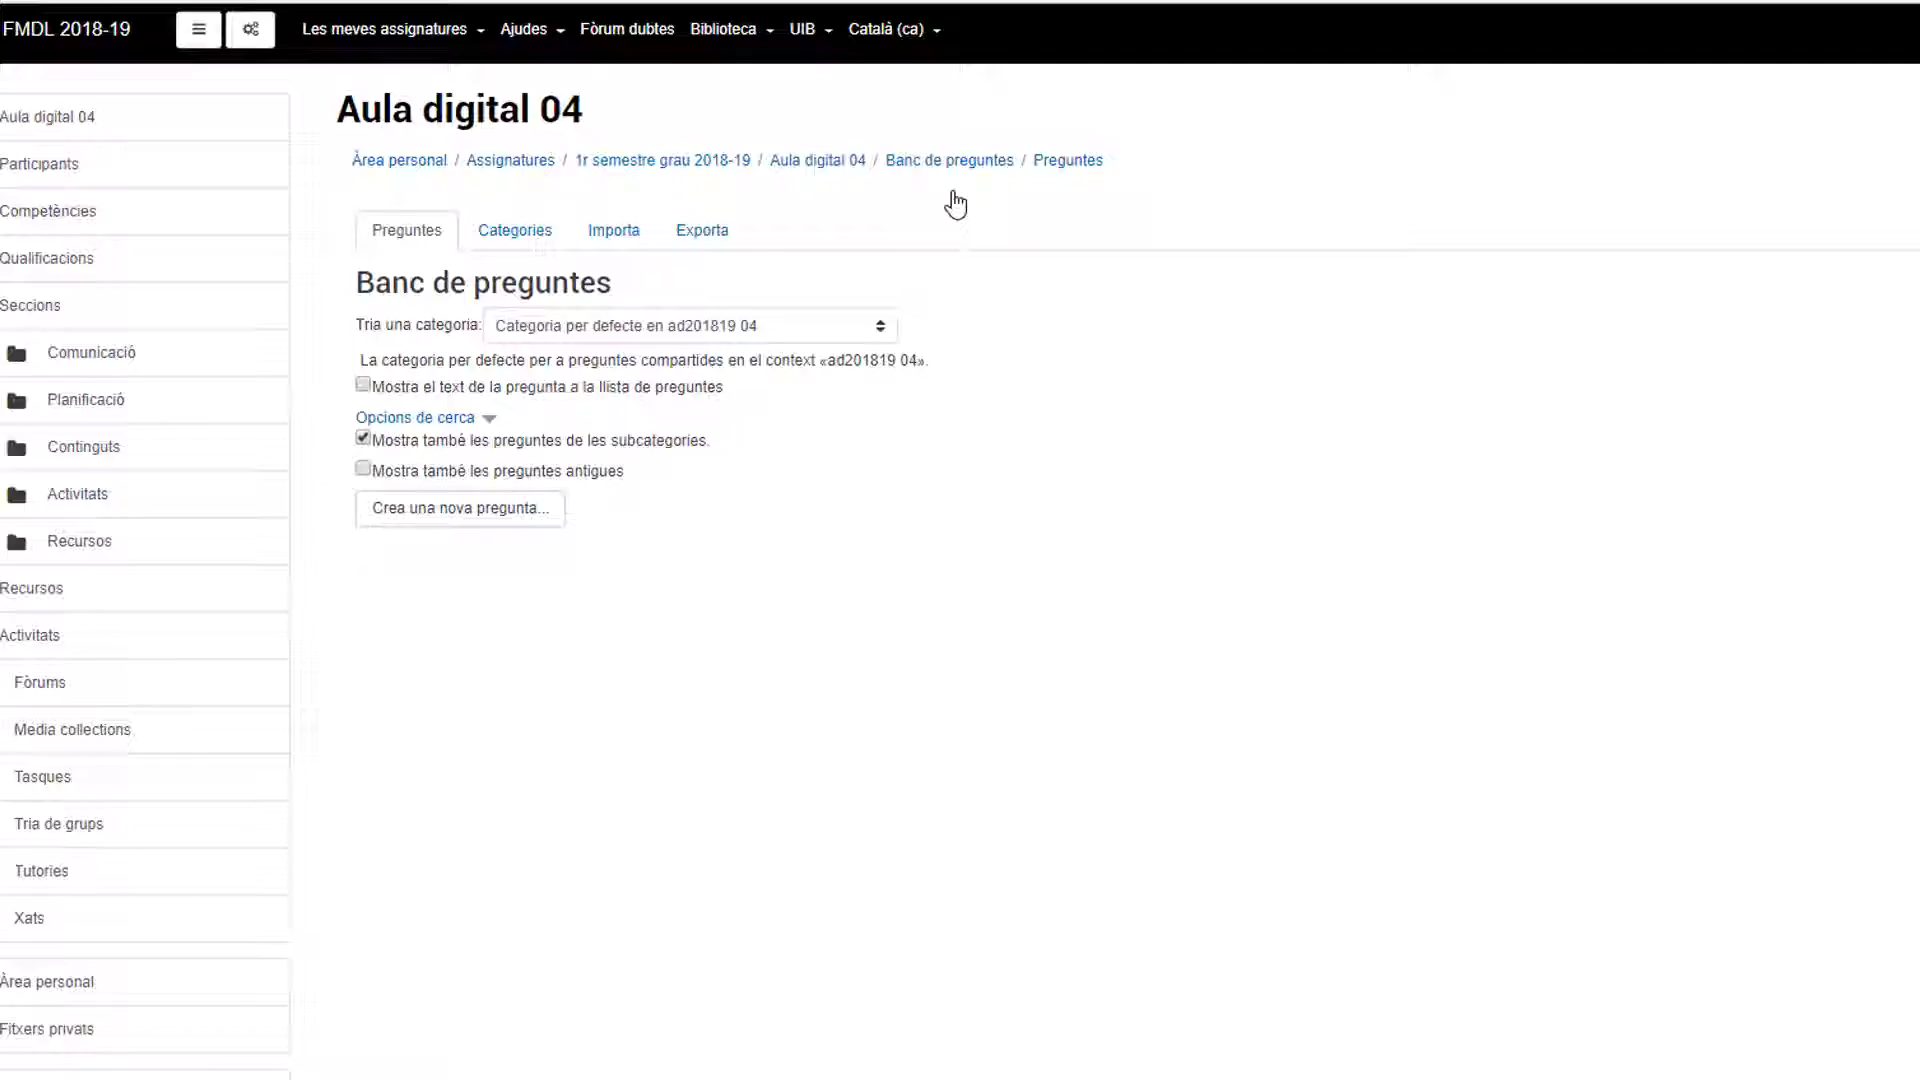 FMDL 2018-19
Les meves assignatures
Ajudes
Fòrum dubtes
Biblioteca
UIB
Català (ca)
Aula digital 04
Participants
Competències
Qualificacions
Seccions
Comunicació
Planificació
Continguts
Activitats
Recursos
Recursos
Activitats
Fòrums
Media collections
Tasques
Tria de grups
Tutories
Xats
Àrea personal
Fitxers privats
Aula digital 04
Àrea personal / Assignatures / 1r semestre grau 2018-19 / Aula digital 04 / Banc de preguntes / Preguntes
Preguntes
Categories
Importa
Exporta
Banc de preguntes
Tria una categoria: Categoria per defecte en ad201819 04
La categoria per defecte per a preguntes compartides en el context «ad201819 04».
Mostra el text de la pregunta a la llista de preguntes
Opcions de cerca
Mostra també les preguntes de les subcategories.
Mostra també les preguntes antigues
Crea una nova pregunta...